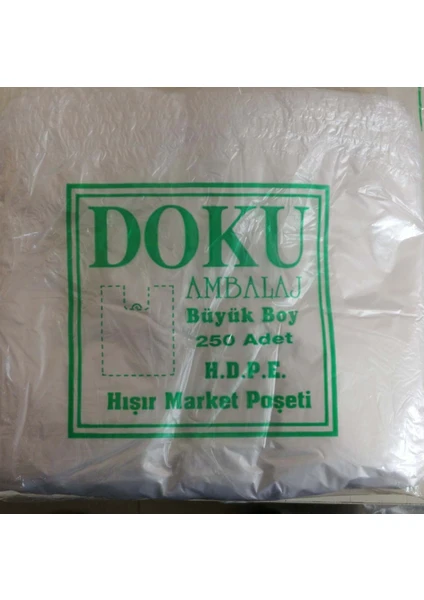 DOKU
AMBALAJ
Büyük Boy
250 Adet
H.D.P.E.
Hışır Market Poşeti